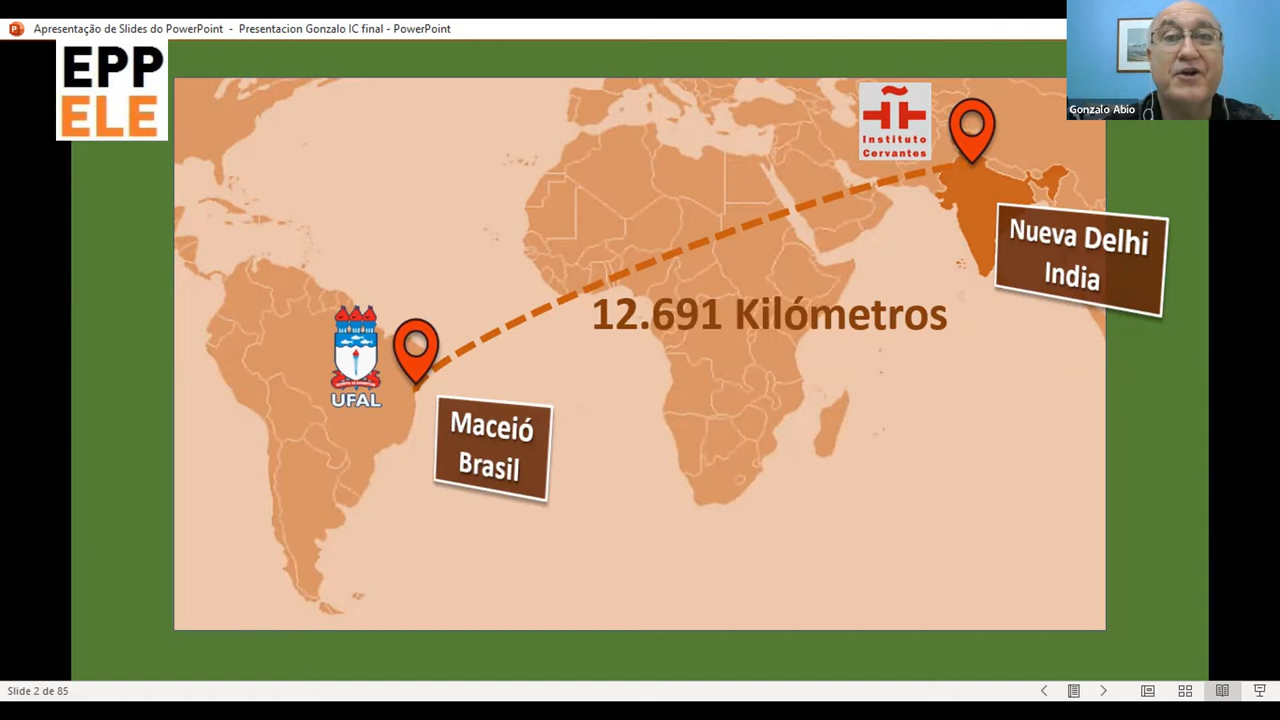 Apresentação de Slides do PowerPoint - Presentacion Gonzalo IC final - PowerPoint
EPP
ELE
Gonzalo Abio
Instituto
Cervantes
Nueva Delhi
India
12.691 Kilómetros
UFAL
Maceió
Brasil
Slide 2 de 85